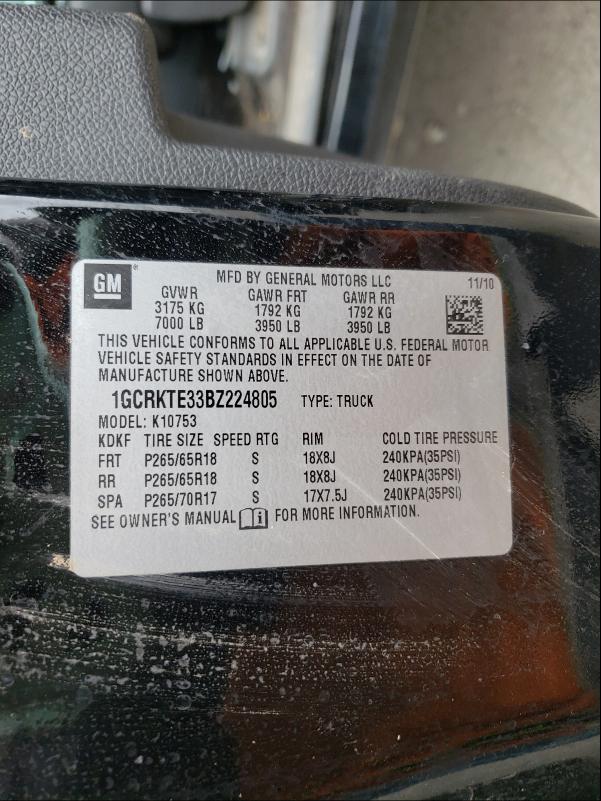 GM ® MFD BY GENERAL MOTORS LLC 11/10
GVWR GAWR FRT GAWR RR
3175 KG 1792 KG 1792 KG
7000 LB 3950 LB 3950 LB
THIS VEHICLE CONFORMS TO ALL APPLICABLE U.S. FEDERAL MOTOR
VEHICLE SAFETY STANDARDS IN EFFECT ON THE DATE OF
MANUFACTURE SHOWN ABOVE.
1GCRKTE33BZ224805 TYPE: TRUCK
MODEL: K10753
KDKF TIRE SIZE SPEED RTG RIM COLD TIRE PRESSURE
FRT P265/65R18 S 18X8J 240KPA(35PSI)
RR P265/65R18 S 18X8J 240KPA(35PSI)
SPA P265/70R17 S 17X7.5J 240KPA(35PSI)
SEE OWNER'S MANUAL i FOR MORE INFORMATION.